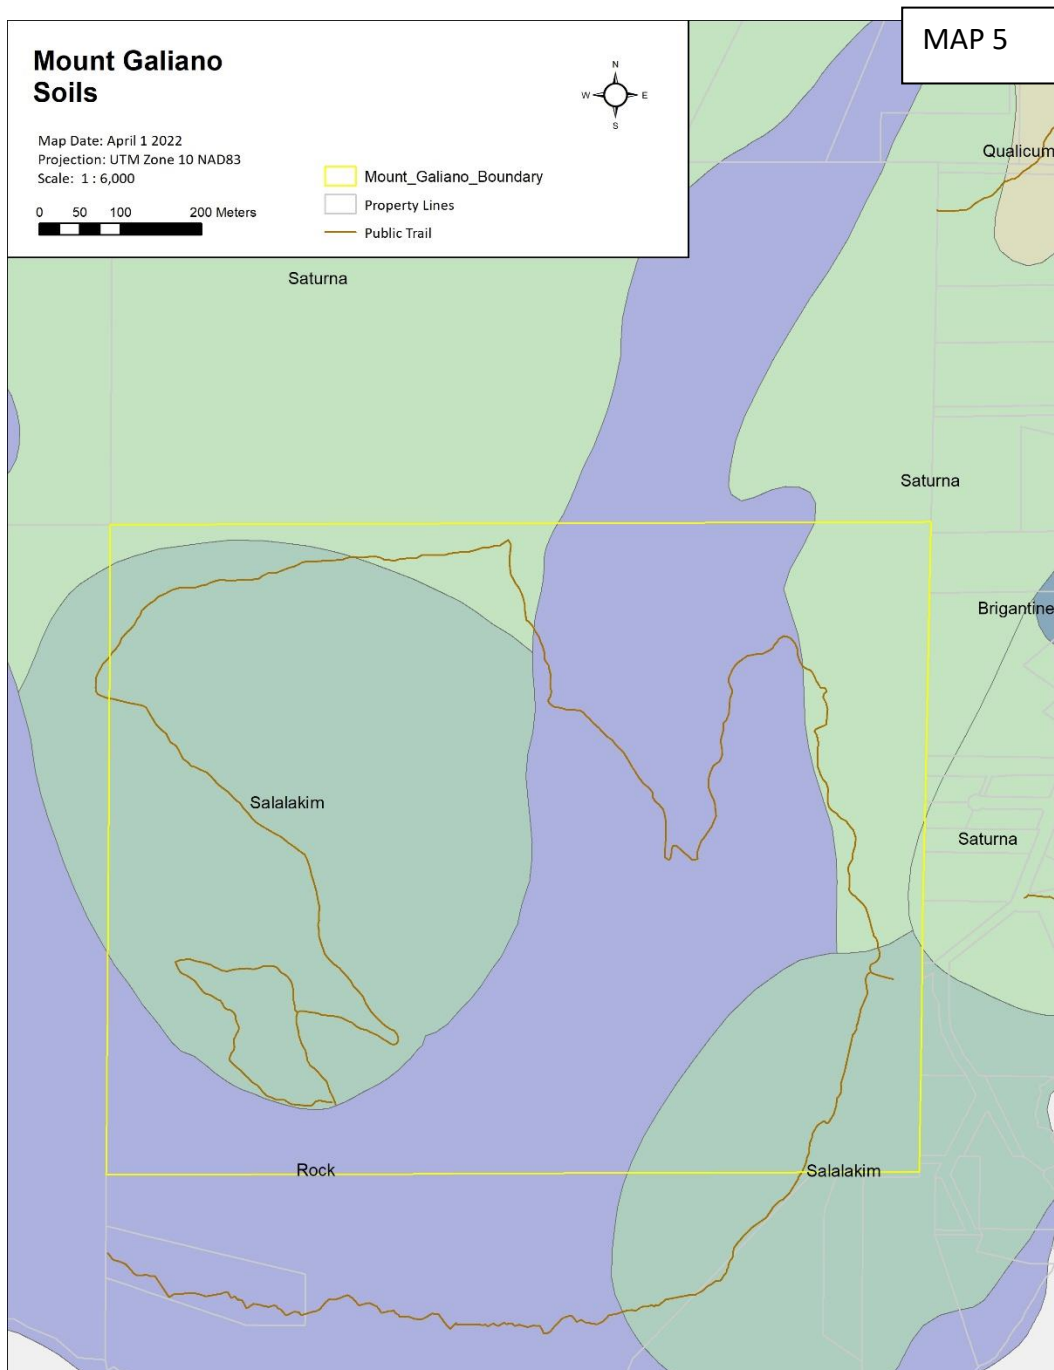 MAP 5
Mount Galiano
Soils
N
W
E
S
Map Date: April 1 2022
Projection: UTM Zone 10 NAD83
Scale:  1 : 6,000
0 50 100 200 Meters
Mount_Galiano_Boundary
Property Lines
Public Trail
Qualicum
Saturna
Saturna
Brigantine
Salalakim
Saturna
Rock
Salalakim